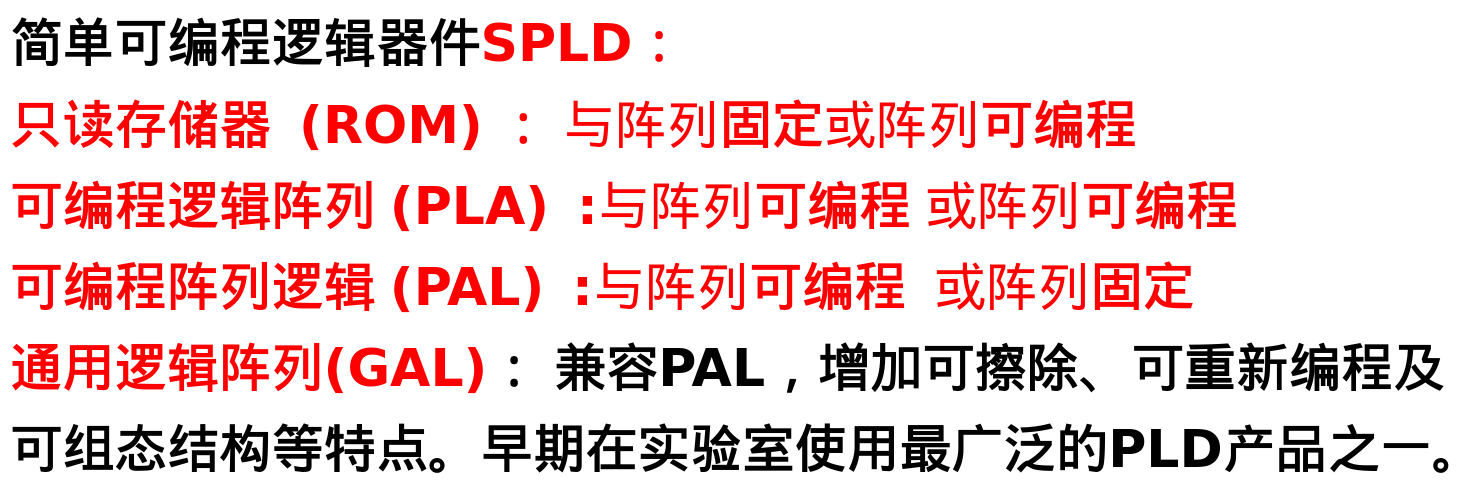 简单可编程逻辑器件SPLD：
只读存储器 (ROM) ： 与阵列固定或阵列可编程
可编程逻辑阵列 (PLA) :与阵列可编程 或阵列可编程
可编程阵列逻辑 (PAL) :与阵列可编程 或阵列固定
通用逻辑阵列(GAL)： 兼容PAL，增加可擦除、可重新编程及
可组态结构等特点。早期在实验室使用最广泛的PLD产品之一。